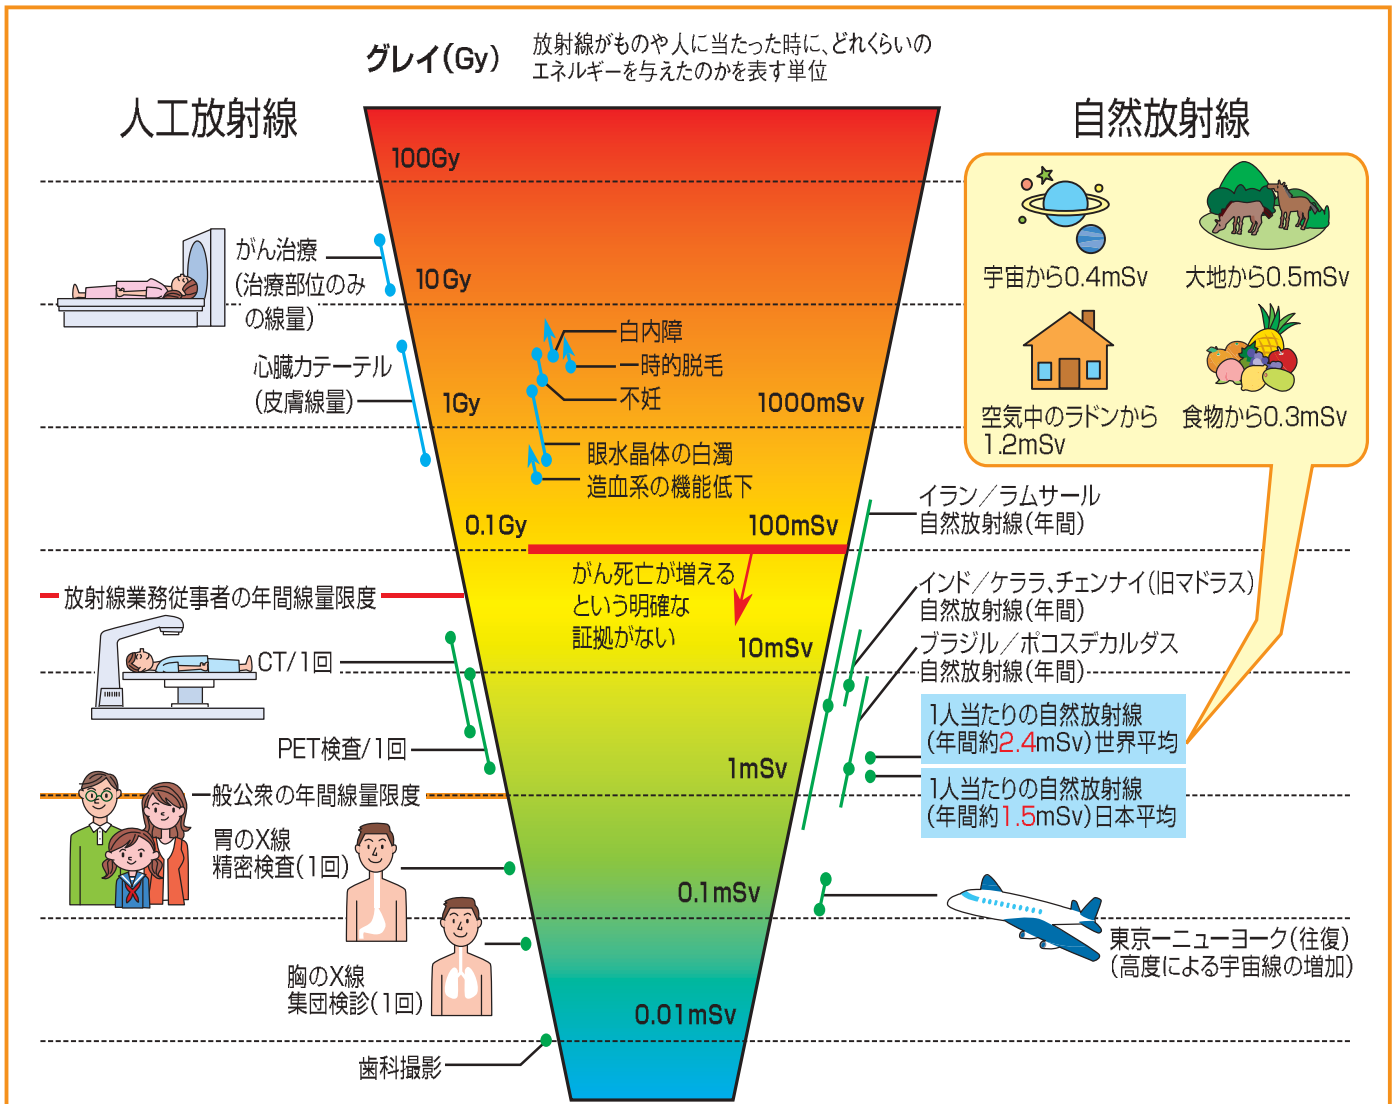 グレイ(Gy)
放射線がものや人に当たった時に、どれくらいの
エネルギーを与えたのかを表す単位
人工放射線
自然放射線
100Gy
がん治療
(治療部位のみ
の線量)
10Gy
心臓カテーテル
(皮膚線量)
1Gy
白内障
一時的脱毛
不妊
1000mSv
眼水晶体の白濁
造血系の機能低下
0.1Gy
100mSv
宇宙から0.4mSv
大地から0.5mSv
空気中のラドンから
1.2mSv
食物から0.3mSv
イラン/ラムサール
自然放射線(年間)
がん死亡が増える
という明確な
証拠がない
放射線業務従事者の年間線量限度
インド/ケララ、チェンナイ(旧マドラス)
自然放射線(年間)
10mSv
ブラジル/ポコスデカルダス
自然放射線(年間)
CT/1回
PET検査/1回
1人当たりの自然放射線
(年間約2.4mSv)世界平均
1mSv
1人当たりの自然放射線
(年間約1.5mSv)日本平均
一般公衆の年間線量限度
胃のX線
精密検査(1回)
0.1mSv
東京ーニューヨーク(往復)
(高度による宇宙線の増加)
胸のX線
集団検診(1回)
0.01mSv
歯科撮影